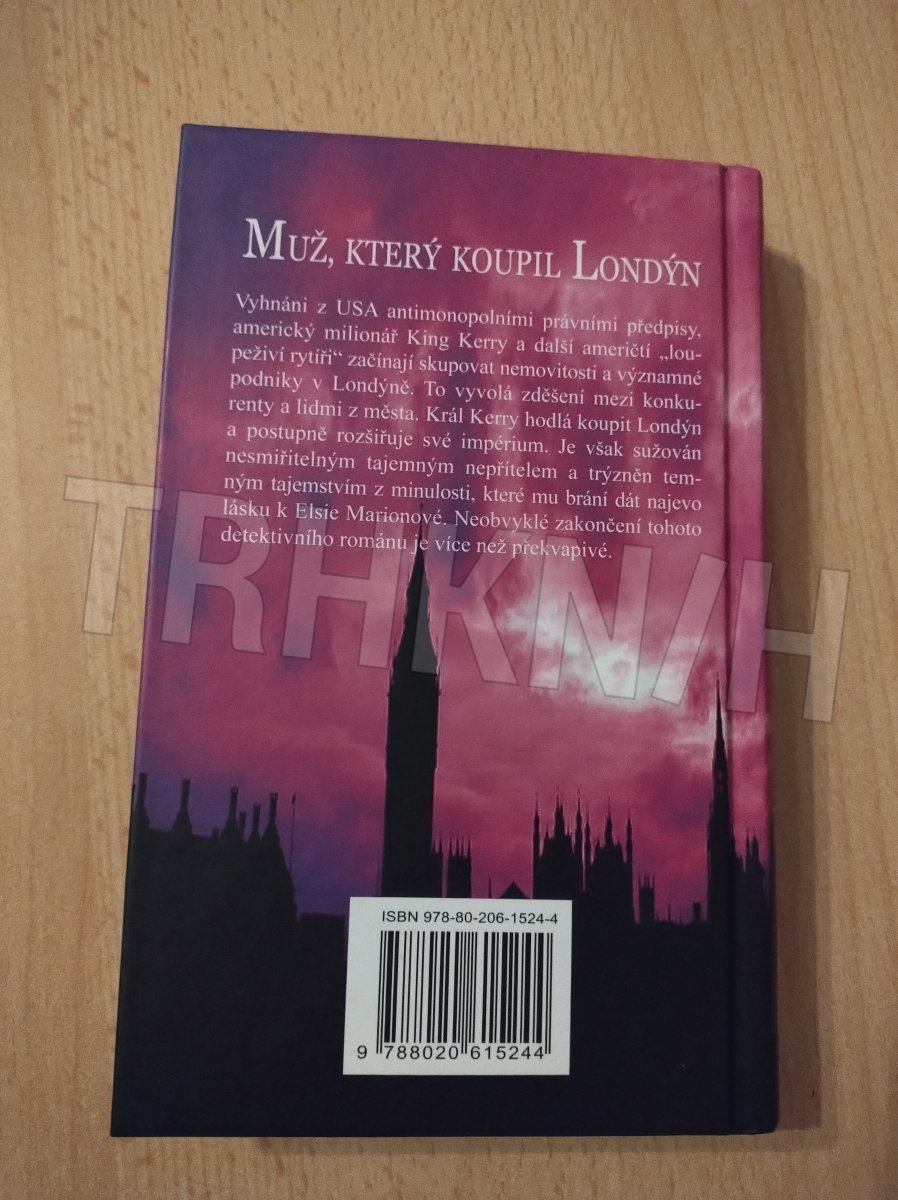 MUŽ, KTERÝ KOUPIL LONDÝN
Vyhnáni z USA antimonopolními právními předpisy,
americký milionář King Kerry a další američtí „lou-
peživí rytíři“ začínají skupovat nemovitosti a významné
podniky v Londýně. To vyvolá zděšení mezi konku-
renty a lidmi z města. Král Kerry hodlá koupit Londýn
a postupně rozšiřuje své impérium. Je však sužován
nesmiřitelným tajemným nepřítelem a trýzněn tem-
ným tajemstvím z minulosti, které mu brání dát najevo
lásku k Elsie Marionové. Neobvyklé zakončení tohoto
detektivního románu je více než překvapivé.
TRHKN/H
ISBN 978-80-206-1524-4
9 788020 615244